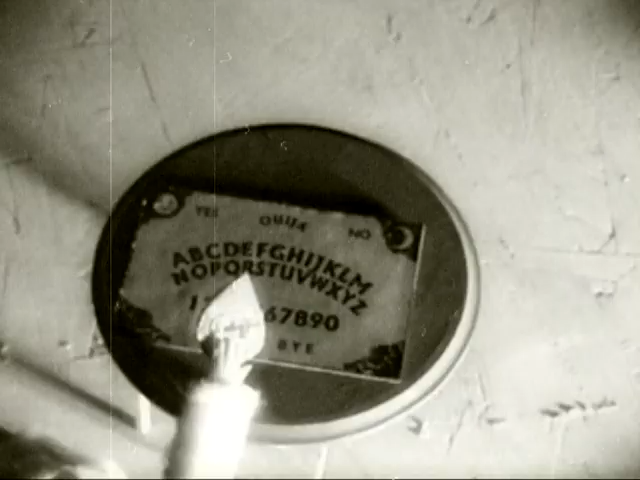 YES OUIJA NO
ABCDEFGHIJKLM
NOPQRSTUVWXYZ
1 67890
BYE